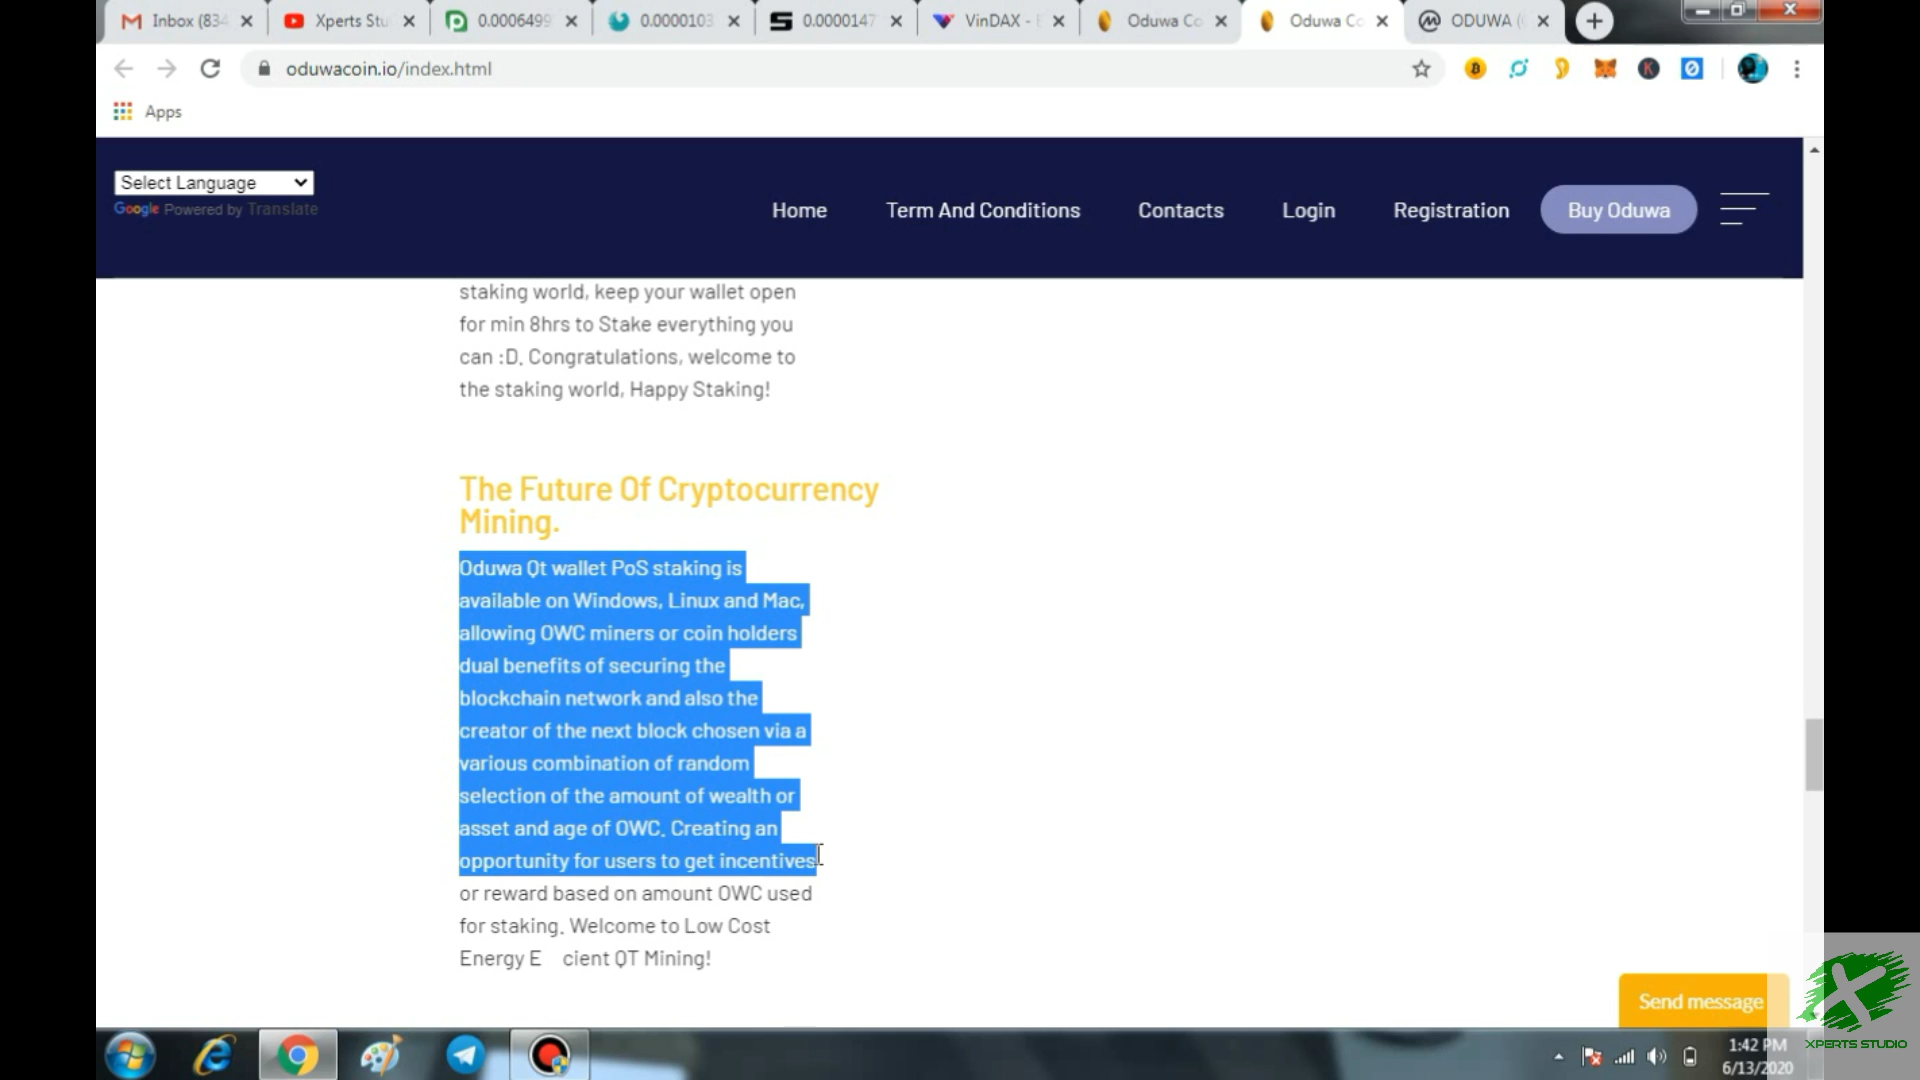 Inbox (834
Xperts Stu
0.0006499
0.0000103
0.0000147
VinDAX - E
Oduwa Co
Oduwa Co
ODUWA (
oduwacoin.io/index.html
Apps
Select Language
Google Powered by Translate
Home
Term And Conditions
Contacts
Login
Registration
Buy Oduwa
staking world, keep your wallet open
for min 8hrs to Stake everything you
can :D. Congratulations, welcome to
the staking world, Happy Staking!
The Future Of Cryptocurrency
Mining.
Oduwa Qt wallet PoS staking is
available on Windows, Linux and Mac,
allowing OWC miners or coin holders
dual benefits of securing the
blockchain network and also the
creator of the next block chosen via a
various combination of random
selection of the amount of wealth or
asset and age of OWC. Creating an
opportunity for users to get incentives
or reward based on amount OWC used
for staking. Welcome to Low Cost
Energy E cient QT Mining!
Send message
XPERTS STUDIO
1:42 PM
6/13/2020